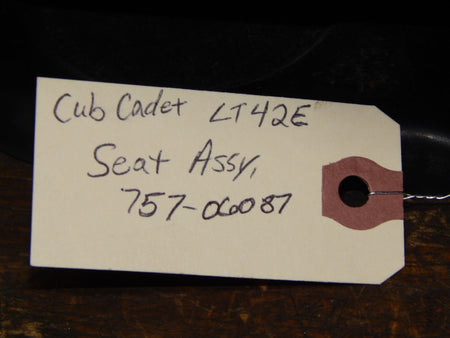 Cub Cadet LT42E
Seat Assy,
757-06087